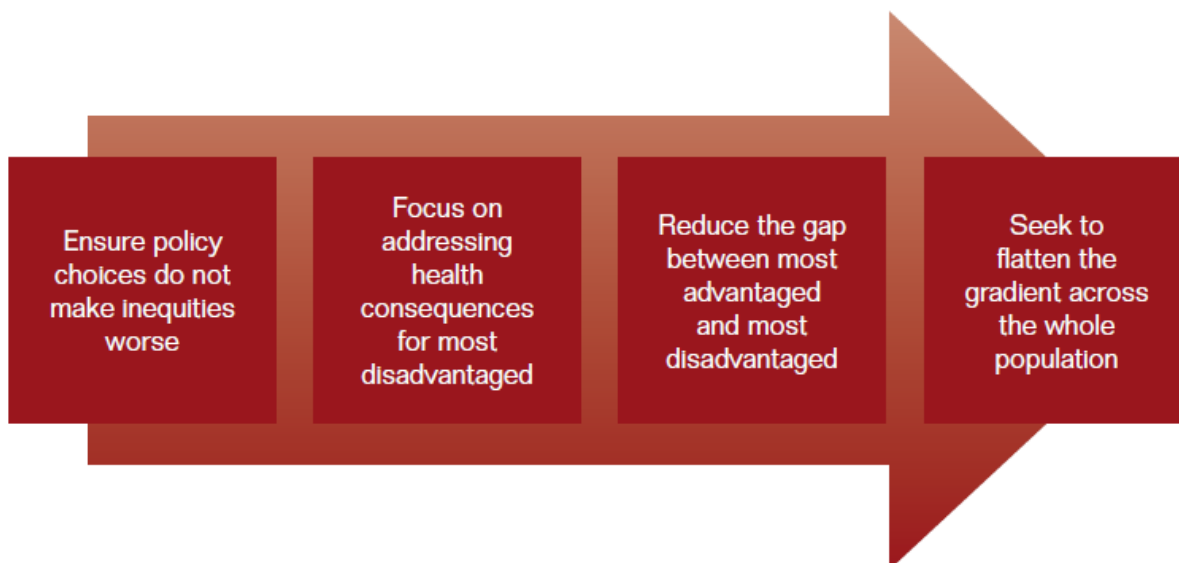 Ensure policy
choices do not
make inequities
worse
Focus on
addressing
health
consequences
for most
disadvantaged
Reduce the gap
between most
advantaged
and most
disadvantaged
Seek to
flatten the
gradient across
the whole
population